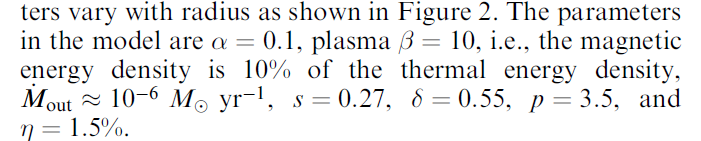 ters vary with radius as shown in Figure 2. The parameters
in the model are α = 0.1, plasma β = 10, i.e., the magnetic
energy density is 10% of the thermal energy density,
Ṁout ≈ 10−6 M⊙ yr−1, s = 0.27, δ = 0.55, p = 3.5, and
η = 1.5%.